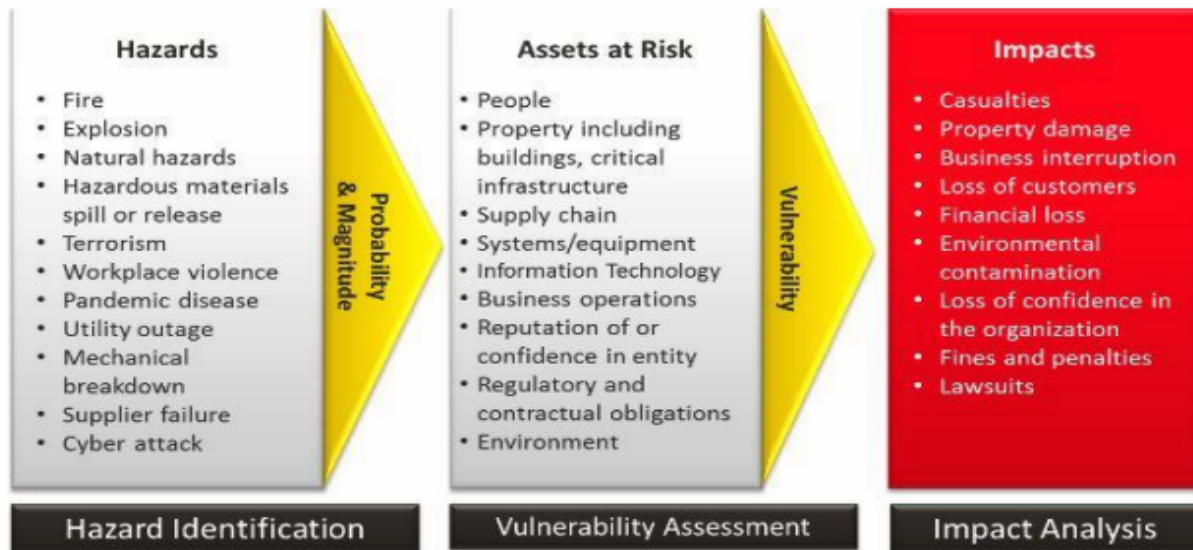 Hazards
• Fire
• Explosion
• Natural hazards
• Hazardous materials
spill or release
• Terrorism
• Workplace violence
• Pandemic disease
• Utility outage
• Mechanical
breakdown
• Supplier failure
• Cyber attack
Probability
& Magnitude
Assets at Risk
• People
• Property including
buildings, critical
infrastructure
• Supply chain
• Systems/equipment
• Information Technology
• Business operations
• Reputation of or
confidence in entity
• Regulatory and
contractual obligations
• Environment
Vulnerability
Impacts
• Casualties
• Property damage
• Business interruption
• Loss of customers
• Financial loss
• Environmental
contamination
• Loss of confidence in
the organization
• Fines and penalties
• Lawsuits
Hazard Identification
Vulnerability Assessment
Impact Analysis